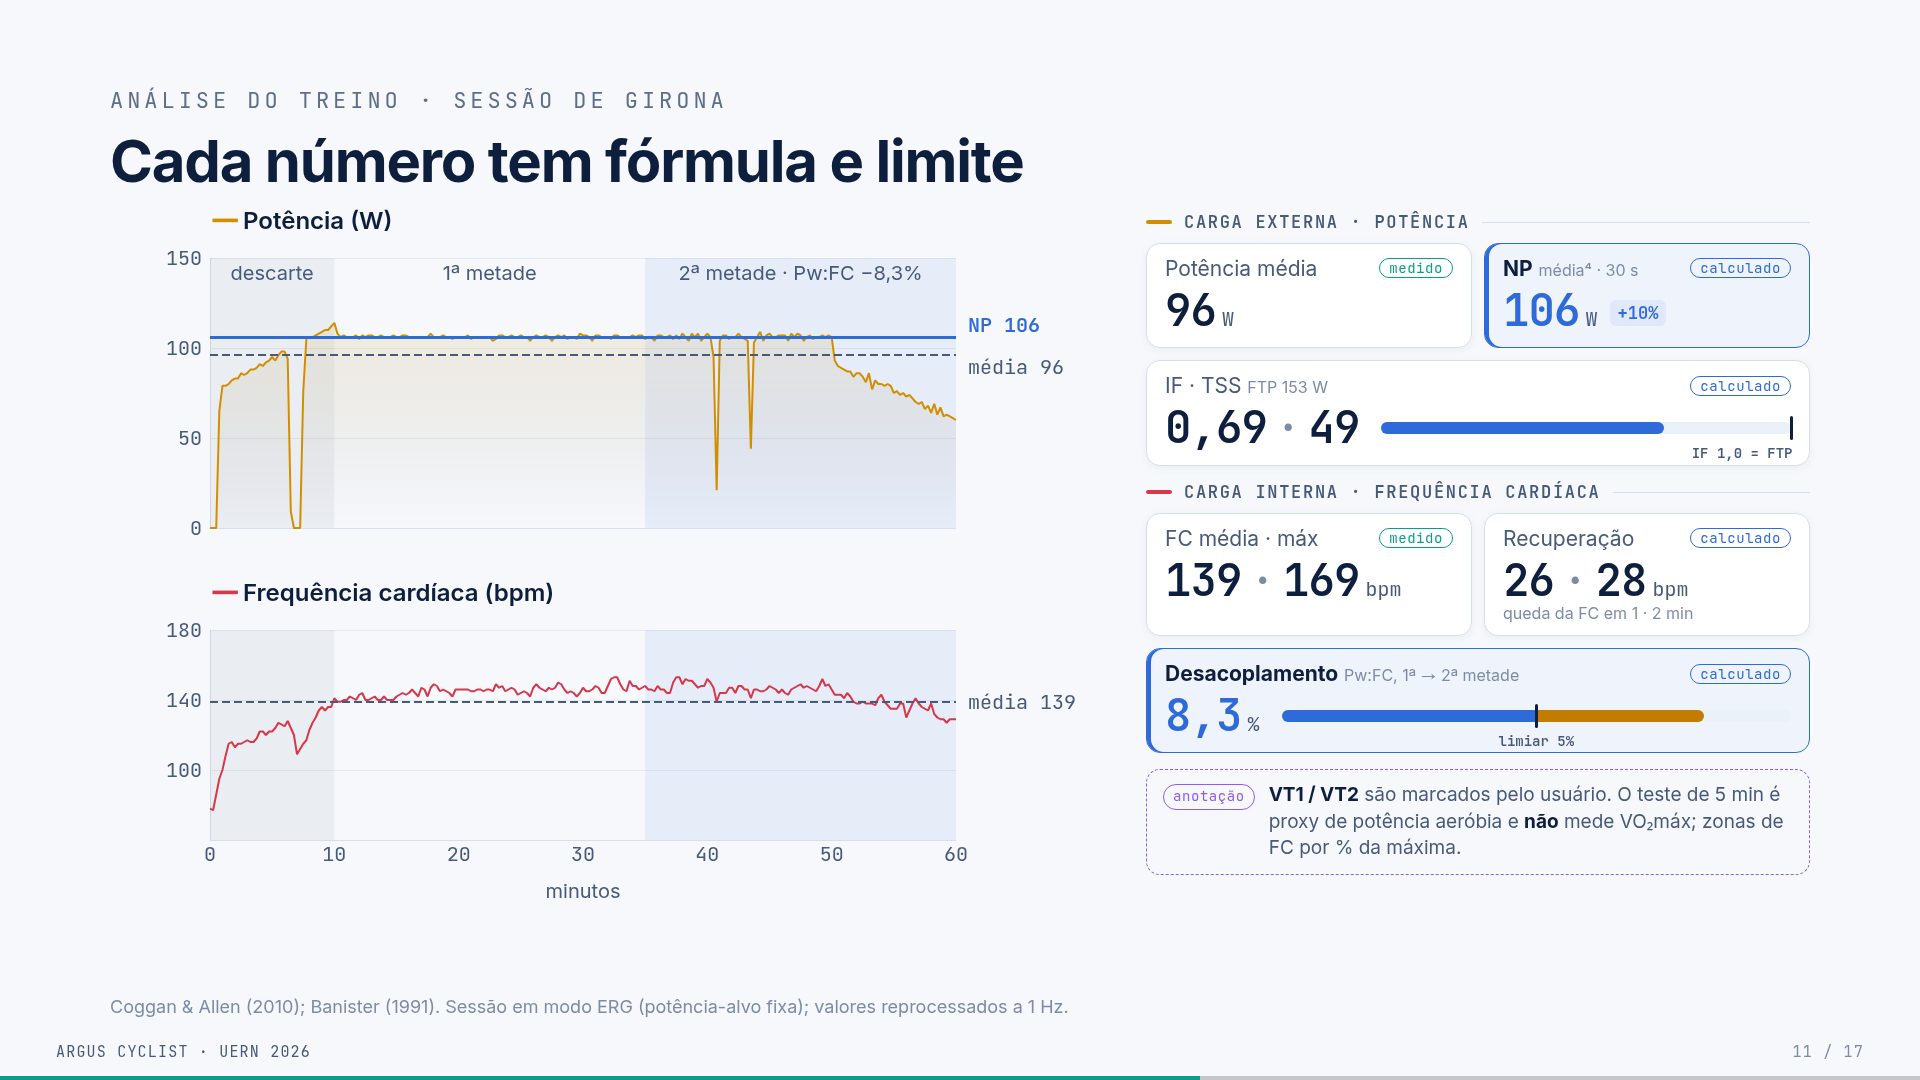 ANÁLISE DO TREINO · SESSÃO DE GIRONA
Cada número tem fórmula e limite
Potência (W)
150
100
50
0
descarte
1ª metade
2ª metade · Pw:FC −8,3%
NP 106
média 96
Frequência cardíaca (bpm)
180
140
100
média 139
0 10 20 30 40 50 60
minutos
CARGA EXTERNA · POTÊNCIA
Potência média medido
96 W
NP média⁴ · 30 s calculado
106 W +10%
IF · TSS FTP 153 W calculado
0,69 · 49
IF 1,0 = FTP
CARGA INTERNA · FREQUÊNCIA CARDÍACA
FC média · máx medido
139 · 169 bpm
Recuperação calculado
26 · 28 bpm
queda da FC em 1 · 2 min
Desacoplamento Pw:FC, 1ª → 2ª metade calculado
8,3 %
limiar 5%
anotação
VT1 / VT2 são marcados pelo usuário. O teste de 5 min é
proxy de potência aeróbia e não mede VO₂máx; zonas de
FC por % da máxima.
Coggan & Allen (2010); Banister (1991). Sessão em modo ERG (potência-alvo fixa); valores reprocessados a 1 Hz.
ARGUS CYCLIST · UERN 2026
11 / 17